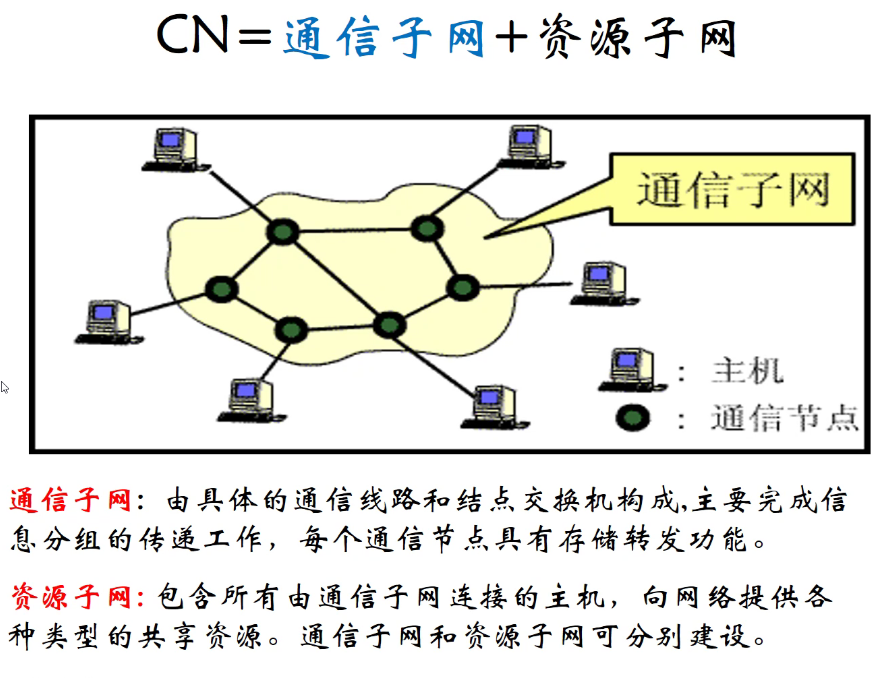 CN=通信子网+资源子网
通信子网
：主机
：通信节点
通信子网：由具体的通信线路和结点交换机构成,主要完成信
息分组的传递工作，每个通信节点具有存储转发功能。
资源子网：包含所有由通信子网连接的主机，向网络提供各
种类型的共享资源。通信子网和资源子网可分别建设。